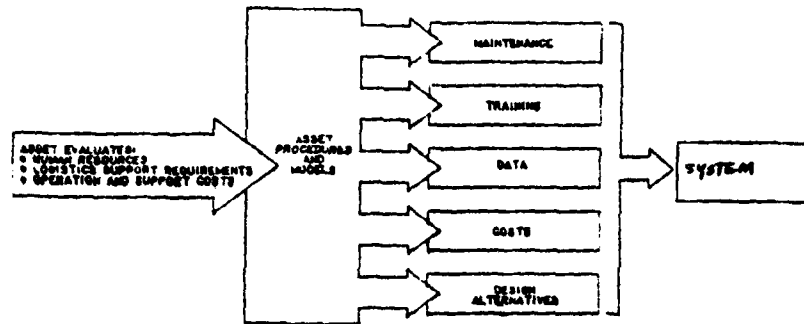 ASSET EVALUATES:
• HUMAN RESOURCES
• LOGISTICS SUPPORT REQUIREMENTS
• OPERATION AND SUPPORT COSTS
ASSET
PROCEDURES
AND
MODELS
MAINTENANCE
TRAINING
DATA
COSTS
DESIGN
ALTERNATIVES
SYSTEM